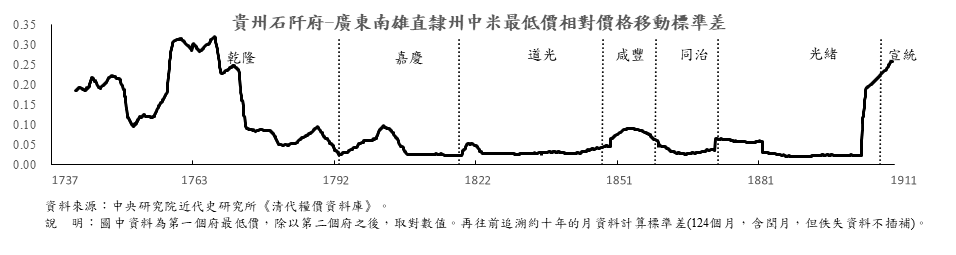 貴州石阡府-廣東南雄直隸州中米最低價相對價格移動標準差
0.35
0.30
0.25
0.20
0.15
0.10
0.05
0.00
乾隆 嘉慶 道光 咸豐 同治 光緒 宣統
1737 1763 1792 1822 1851 1881 1911
資料來源：中央研究院近代史研究所《清代糧價資料庫》。
說　明：圖中資料為第一個府最低價，除以第二個府之後，取對數值。再往前追溯約十年的月資料計算標準差(124個月，含閏月，但佚失資料不插補)。